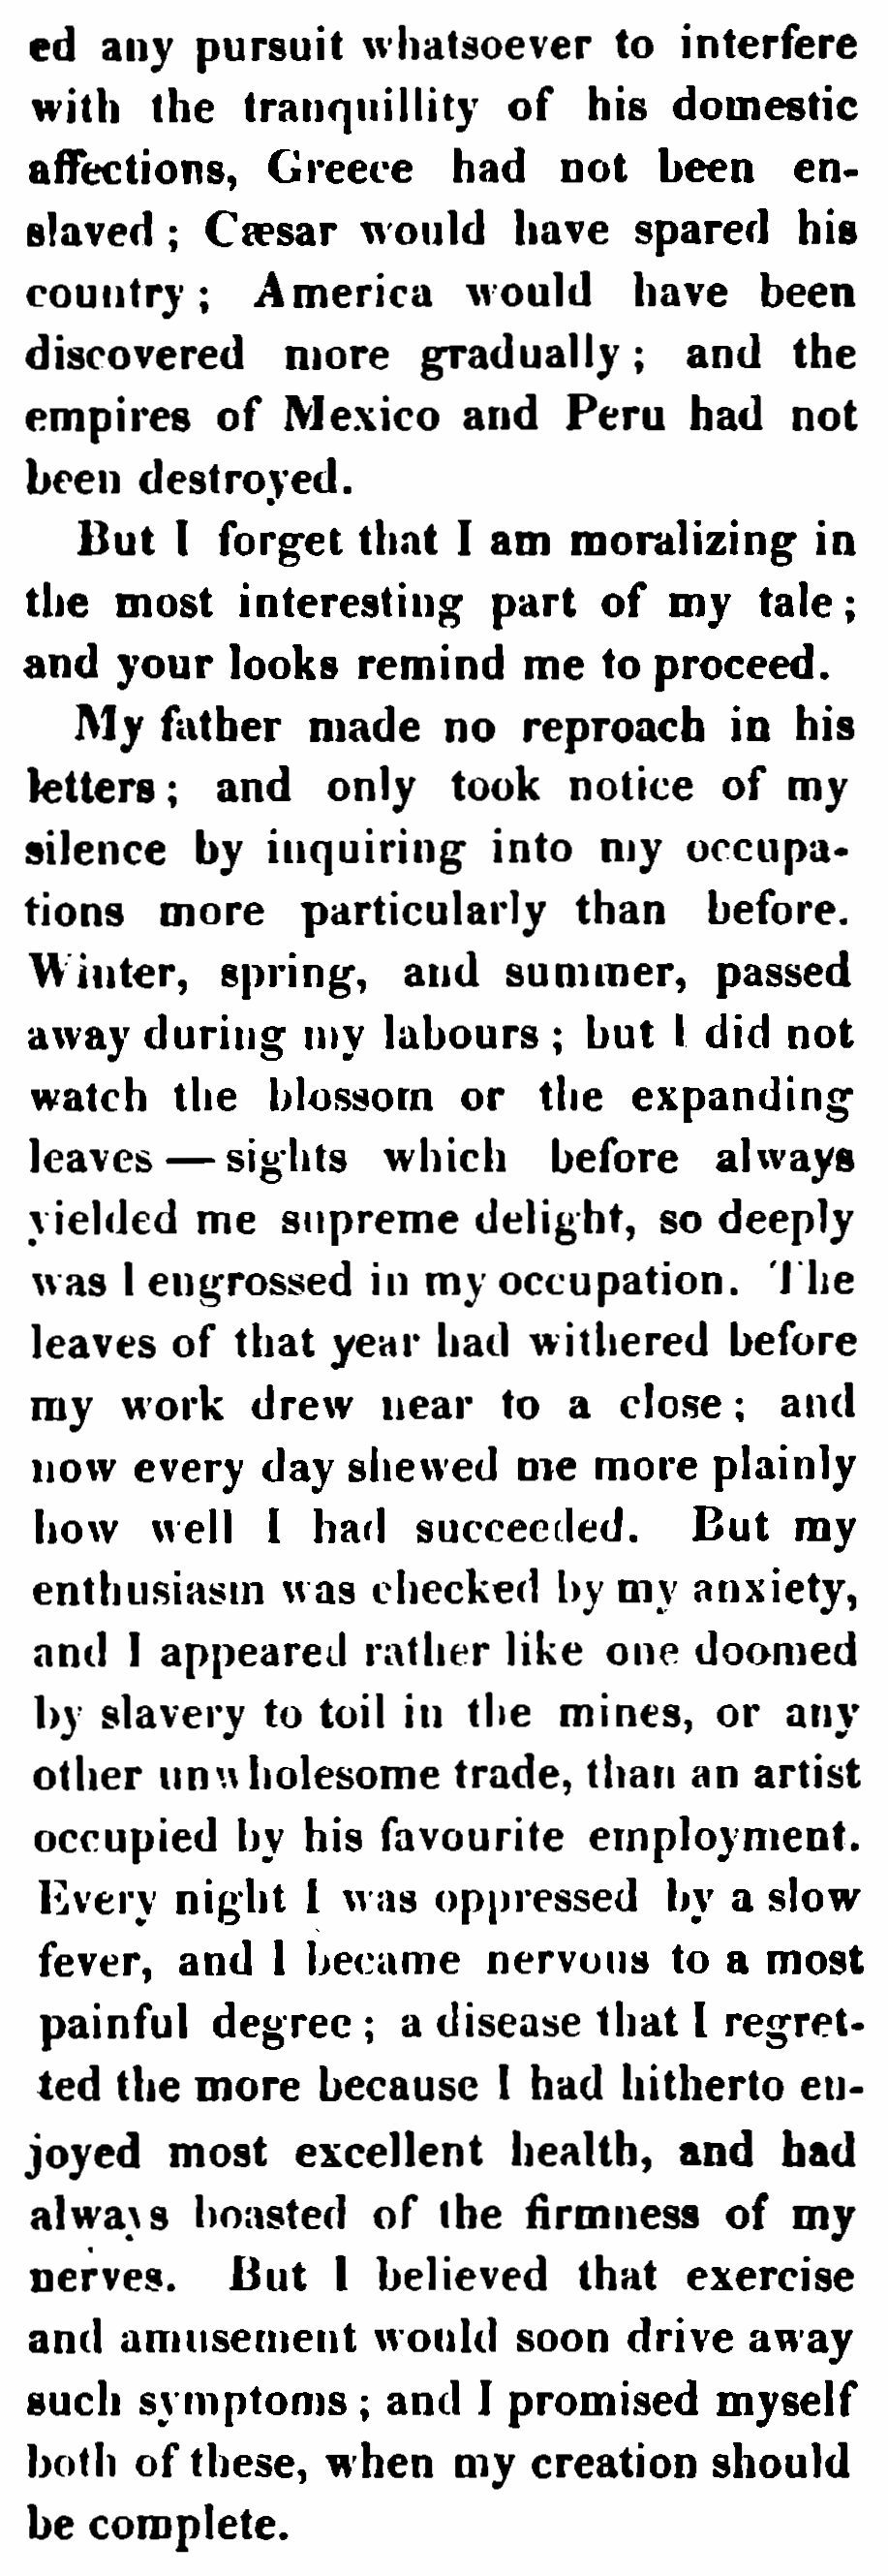 ed any pursuit whatsoever to interfere
with the tranquillity of his domestic
affections, Greece had not been en-
slaved ; Cæsar would have spared his
country ; America would have been
discovered more gradually ; and the
empires of Mexico and Peru had not
been destroyed.
But I forget that I am moralizing in
the most interesting part of my tale ;
and your looks remind me to proceed.
My father made no reproach in his
letters ; and only took notice of my
silence by inquiring into my occupa-
tions more particularly than before.
Winter, spring, and summer, passed
away during my labours ; but I did not
watch the blossom or the expanding
leaves — sights which before always
yielded me supreme delight, so deeply
was I engrossed in my occupation. The
leaves of that year had withered before
my work drew near to a close ; and
now every day shewed me more plainly
how well I had succeeded. But my
enthusiasm was checked by my anxiety,
and I appeared rather like one doomed
by slavery to toil in the mines, or any
other unwholesome trade, than an artist
occupied by his favourite employment.
Every night I was oppressed by a slow
fever, and I became nervous to a most
painful degree ; a disease that I regret-
ted the more because I had hitherto en-
joyed most excellent health, and had
always boasted of the firmness of my
nerves. But I believed that exercise
and amusement would soon drive away
such symptoms ; and I promised myself
both of these, when my creation should
be complete.